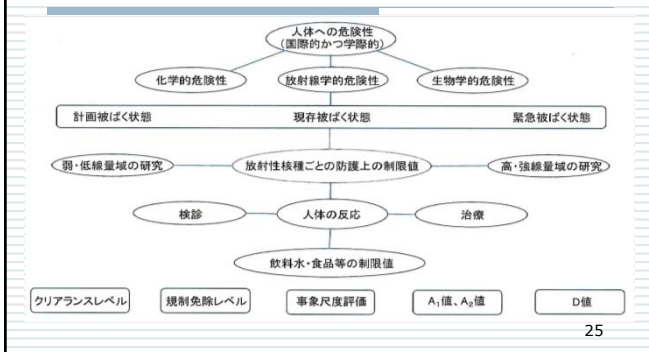 人体への危険性
(国際的かつ学際的)
化学的危険性
放射線学的危険性
生物学的危険性
計画被ばく状態
現存被ばく状態
緊急被ばく状態
弱・低線量域の研究
放射性核種ごとの防護上の制限値
高・強線量域の研究
検診
人体の反応
治療
飲料水・食品等の制限値
クリアランスレベル
規制免除レベル
事象尺度評価
A₁値、A₂値
D値
25